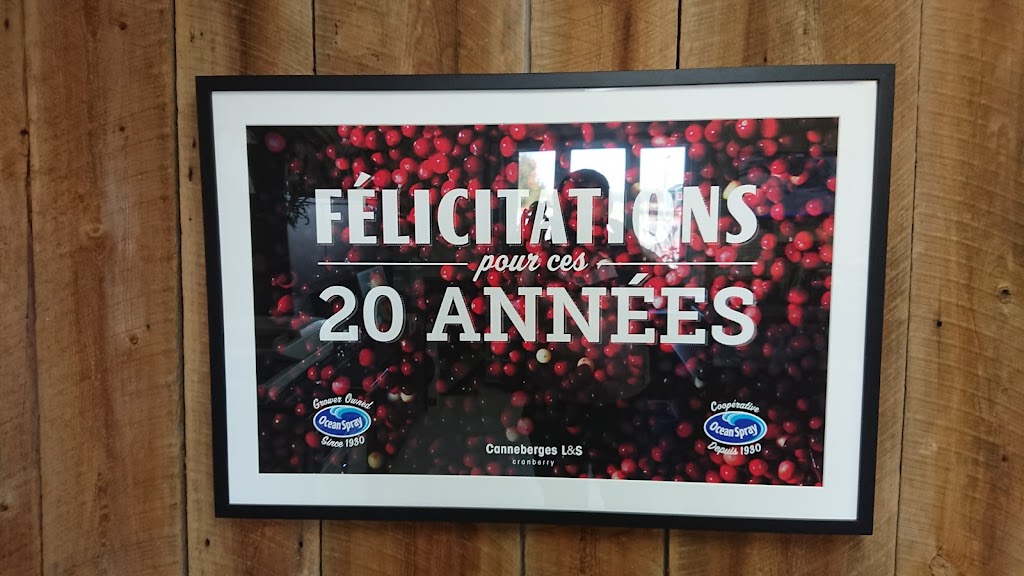 FÉLICITATIONS
pour ces
20 ANNÉES
Grower Owned
Ocean Spray
Since 1930
Canneberges L&S
cranberry
Coopérative
Ocean Spray
Depuis 1930